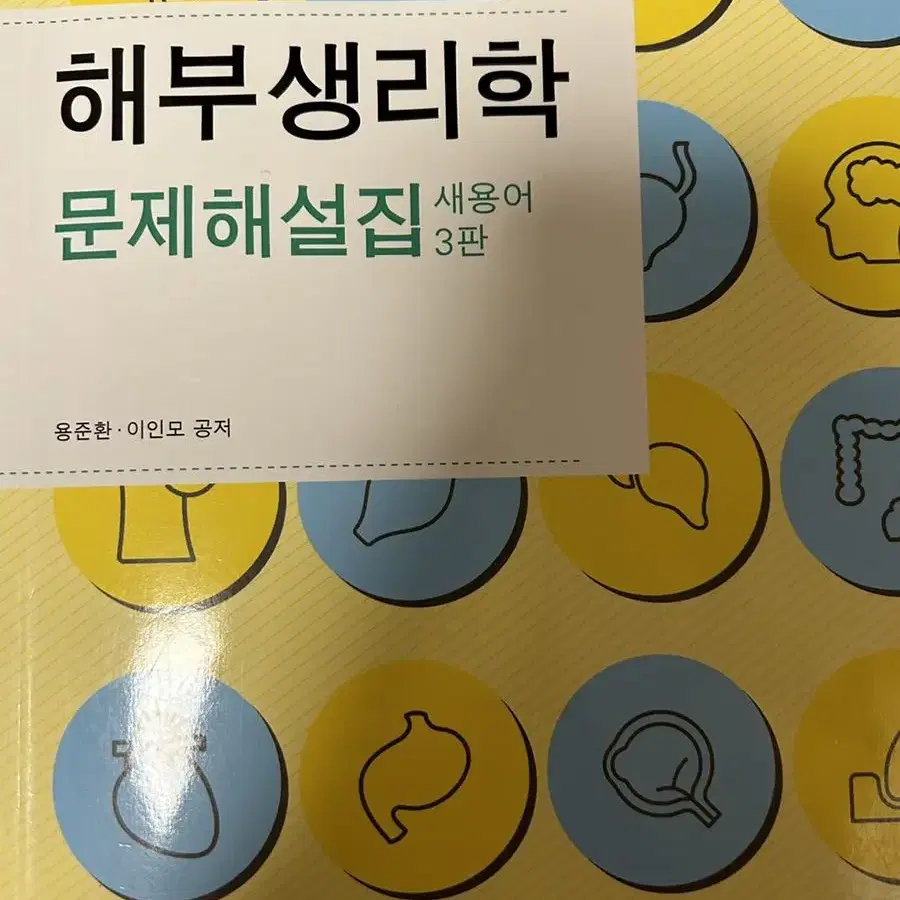 해부생리학
문제해설집 새용어
3판
용준환·이인모 공저